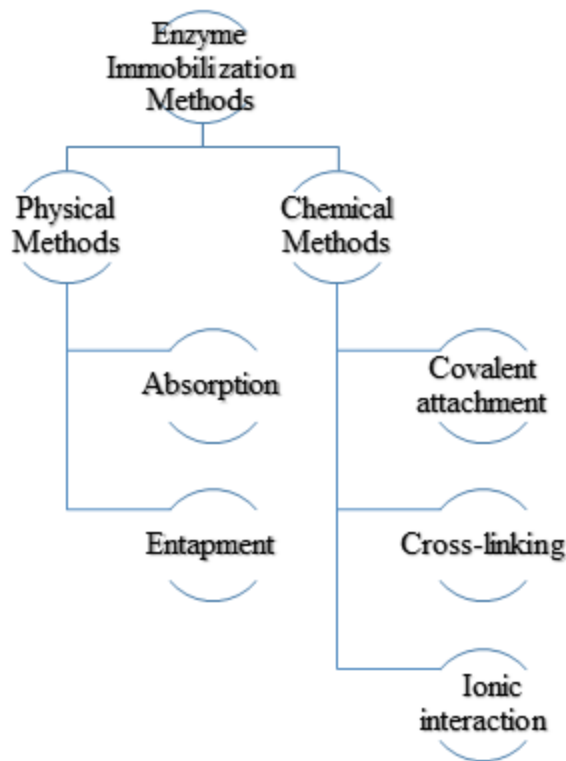 Enzyme
Immobilization
Methods
Physical
Methods
Chemical
Methods
Absorption
Covalent
attachment
Entapment
Cross-linking
Ionic
interaction